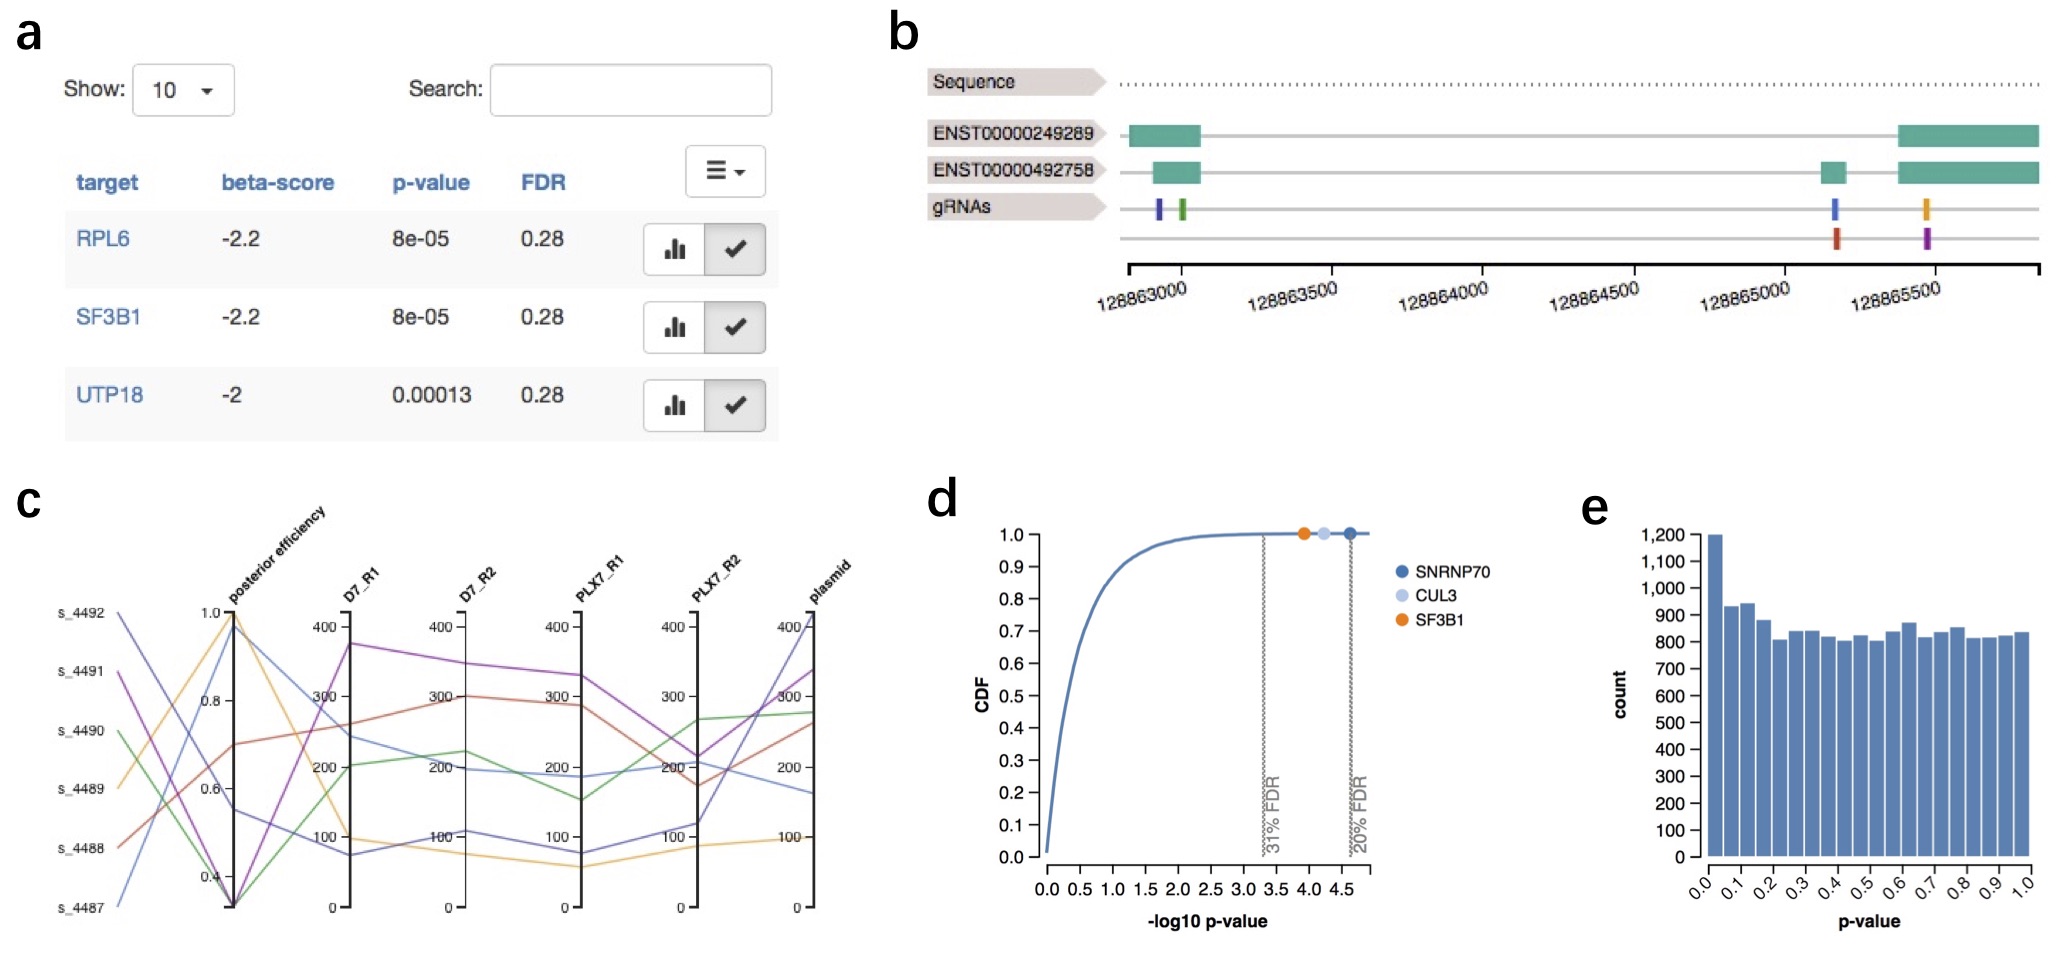 a
Show: 10
Search:
target beta-score p-value FDR
RPL6 -2.2 8e-05 0.28
SF3B1 -2.2 8e-05 0.28
UTP18 -2 0.00013 0.28
b
Sequence
ENST00000249289
ENST00000492758
gRNAs
128863000 128863500 128864000 128864500 128865000 128865500
c
posterior efficiency D7_R1 D7_R2 PLX7_R1 PLX7_R2 plasmid
s_4492
s_4491
s_4490
s_4489
s_4488
s_4487
1.0
0.8
0.6
0.4
400 400 400 400 400
300 300 300 300 300
200 200 200 200 200
100 100 100 100 100
0 0 0 0 0
d
CDF
1.0
0.9
0.8
0.7
0.6
0.5
0.4
0.3
0.2
0.1
0.0
31% FDR
20% FDR
0.0 0.5 1.0 1.5 2.0 2.5 3.0 3.5 4.0 4.5
-log10 p-value
SNRNP70
CUL3
SF3B1
e
count
1,200
1,100
1,000
900
800
700
600
500
400
300
200
100
0
0.0 0.1 0.2 0.3 0.4 0.5 0.6 0.7 0.8 0.9 1.0
p-value